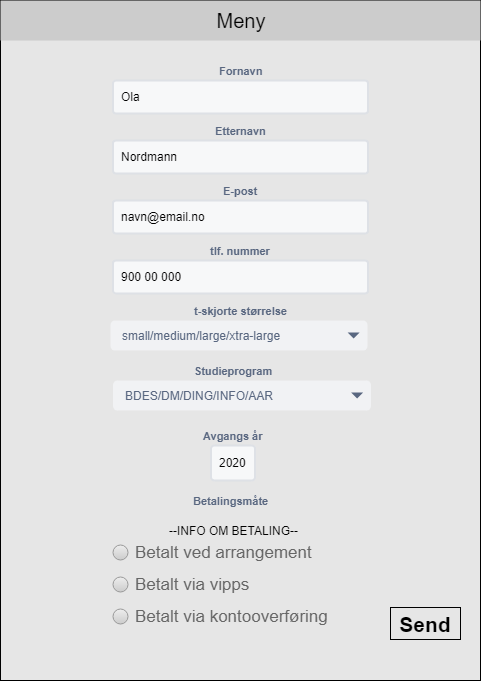 Meny
Fornavn
Ola
Etternavn
Nordmann
E-post
navn@email.no
tlf. nummer
900 00 000
t-skjorte størrelse
small/medium/large/xtra-large
Studieprogram
BDES/DM/DING/INFO/AAR
Avgangs år
2020
Betalingsmåte
--INFO OM BETALING--
Betalt ved arrangement
Betalt via vipps
Betalt via kontooverføring
Send